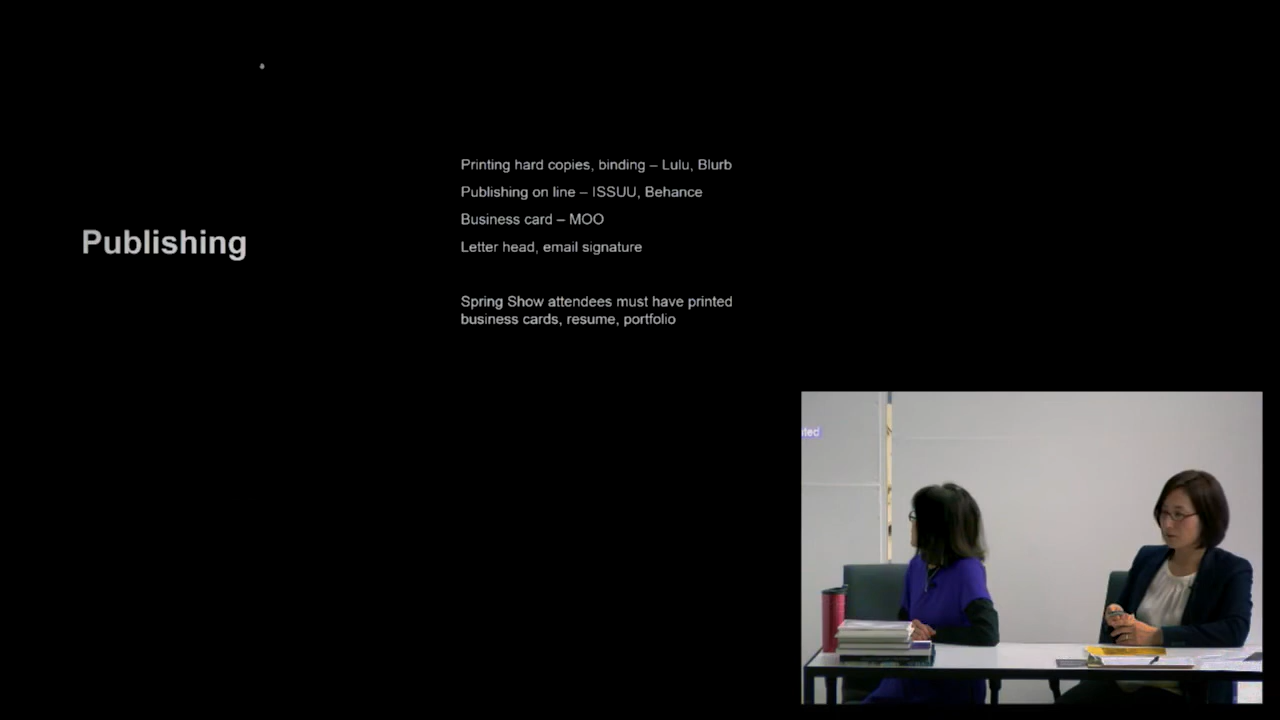 Publishing
Printing hard copies, binding – Lulu, Blurb
Publishing on line – ISSUU, Behance
Business card – MOO
Letter head, email signature
Spring Show attendees must have printed
business cards, resume, portfolio